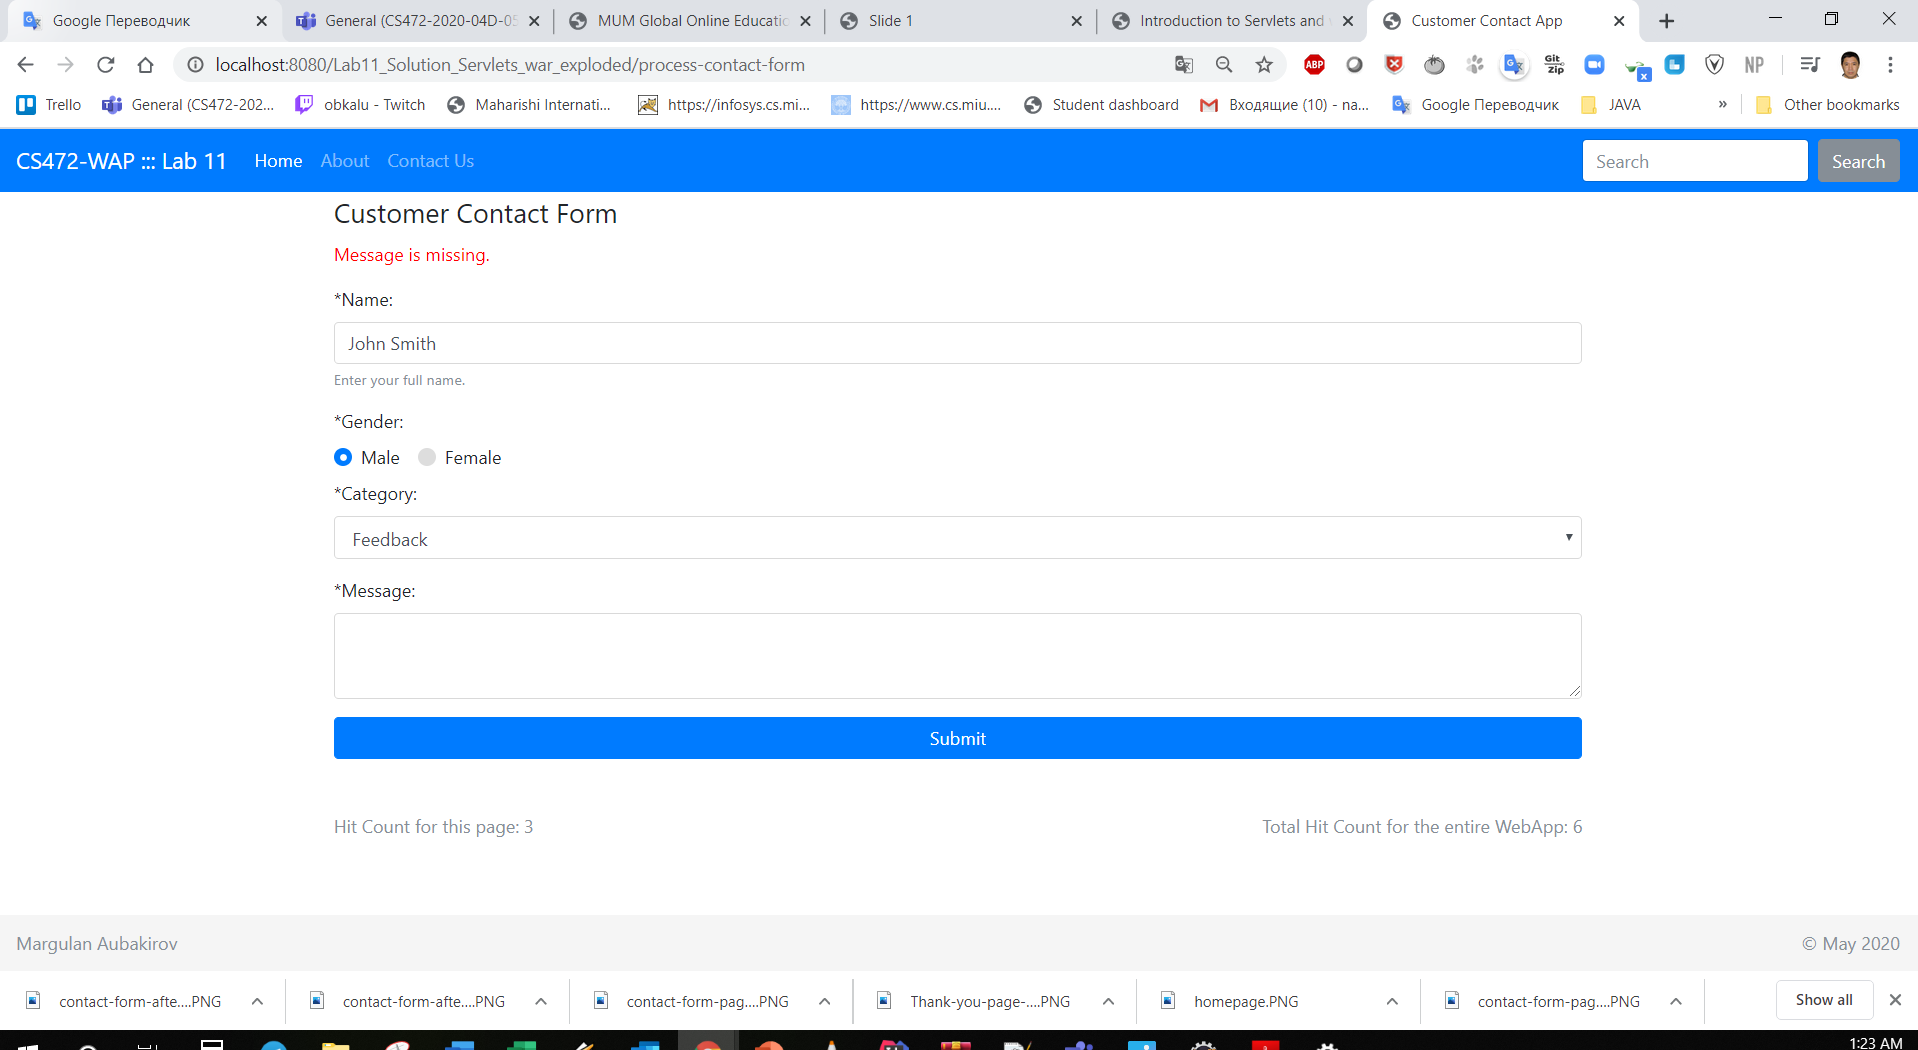 Google Переводчик
General (CS472-2020-04D-05
MUM Global Online Educatio
Slide 1
Introduction to Servlets and
Customer Contact App
localhost:8080/Lab11_Solution_Servlets_war_exploded/process-contact-form
ABP
Git Zip
NP
Trello
General (CS472-202...
obkalu - Twitch
Maharishi Internati...
https://infosys.cs.mi...
https://www.cs.miu....
Student dashboard
Входящие (10) - na...
Google Переводчик
JAVA
»
Other bookmarks
CS472-WAP ::: Lab 11 Home About Contact Us Search Search
Customer Contact Form
Message is missing.
*Name:
John Smith
Enter your full name.
*Gender:
Male Female
*Category:
Feedback
*Message:
Submit
Hit Count for this page: 3 Total Hit Count for the entire WebApp: 6
Margulan Aubakirov © May 2020
contact-form-afte....PNG
contact-form-afte....PNG
contact-form-pag....PNG
Thank-you-page-....PNG
homepage.PNG
contact-form-pag....PNG
Show all
1:23 AM